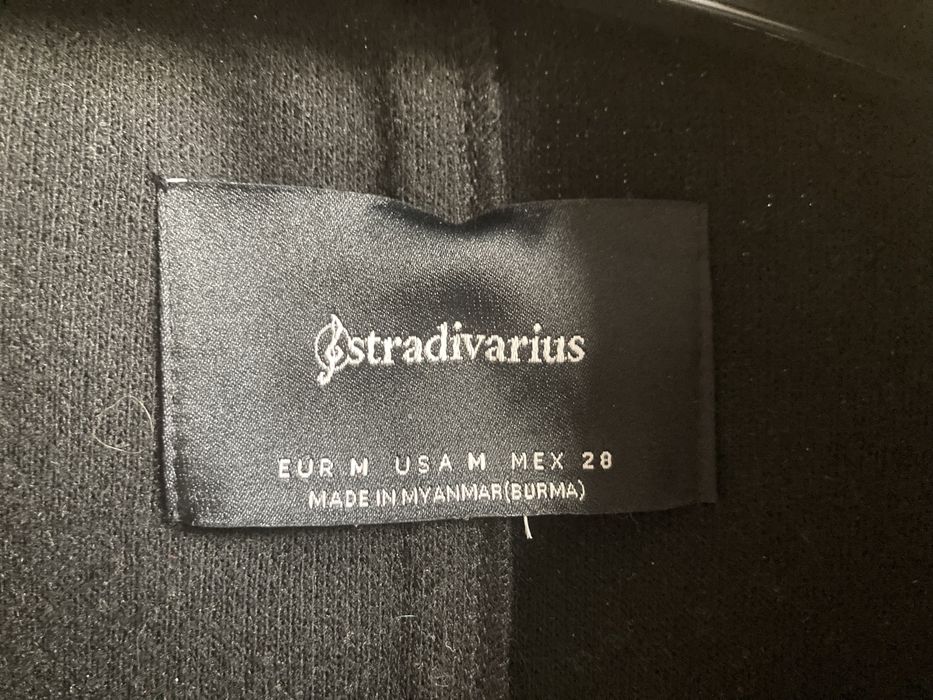 stradivarius
EUR M USA M MEX 28
MADE IN MYANMAR(BURMA)